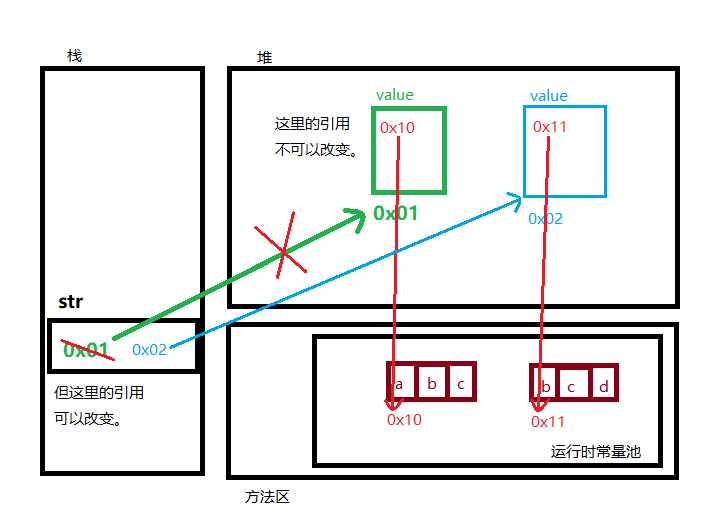 栈
堆
value
value
这里的引用
不可以改变。
0x10
0x11
0x01
0x02
str
0x01
0x02
但这里的引用
可以改变。
a b c
b c d
0x10
0x11
运行时常量池
方法区